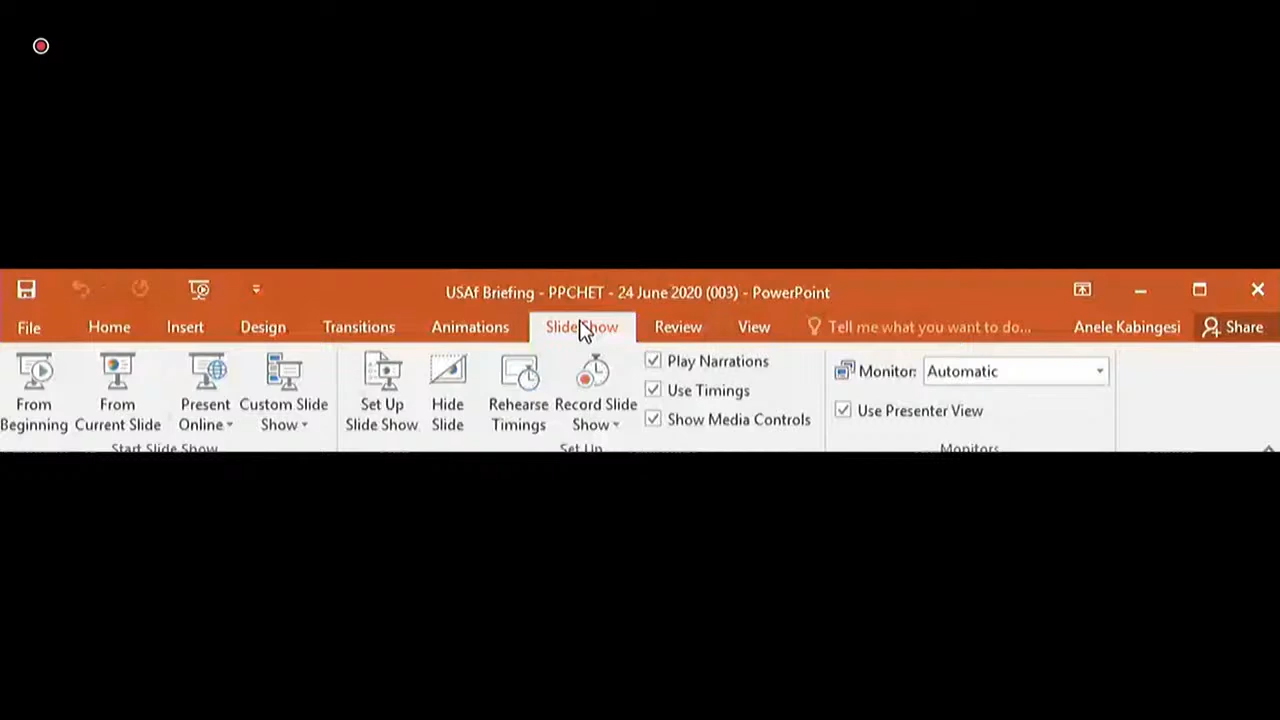 USAf Briefing - PPCHET - 24 June 2020 (003) - PowerPoint
File Home Insert Design Transitions Animations Slide Show Review View Tell me what you want to do... Anele Kabingesi Share
From Beginning
From Current Slide
Present Online
Custom Slide Show
Set Up Slide Show
Hide Slide
Rehearse Timings
Record Slide Show
Play Narrations
Use Timings
Show Media Controls
Monitor: Automatic
Use Presenter View
Start Slide Show Set Up Monitors